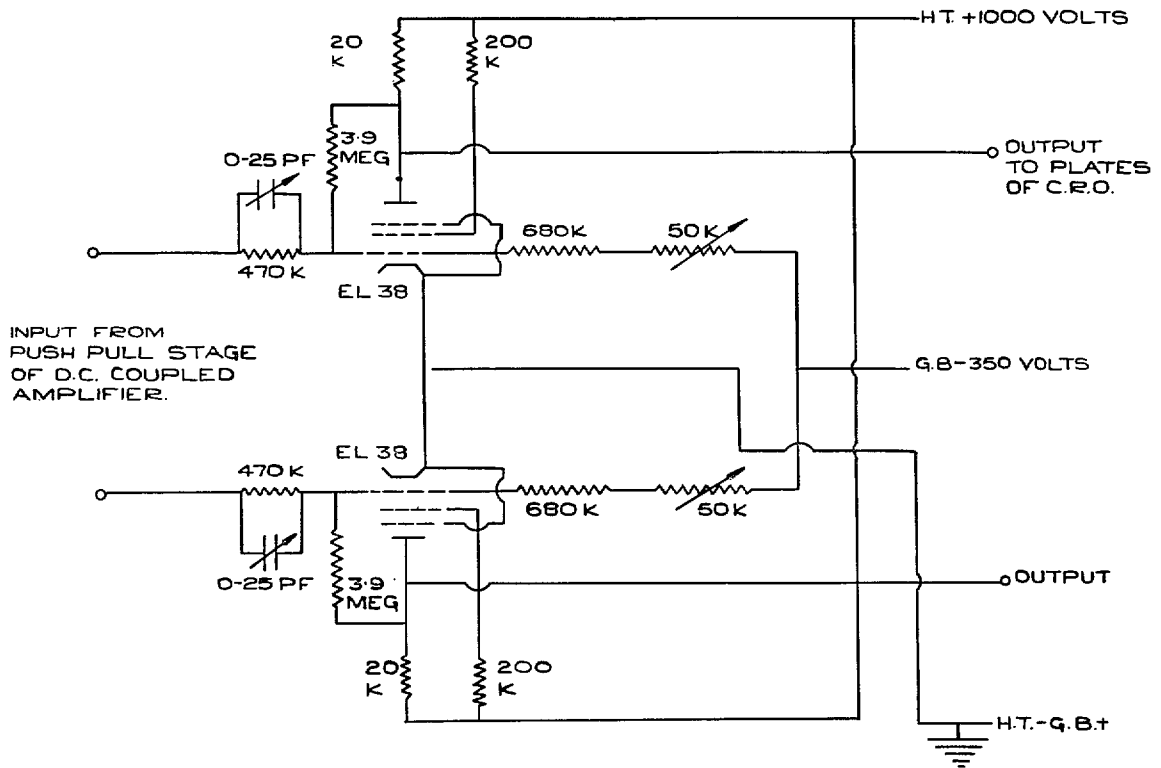 H.T. +1000 VOLTS
20
K
200
K
3·9
MEG
0-25 PF
OUTPUT
TO PLATES
OF C.R.O.
470 K
680K
50K
EL 38
INPUT FROM
PUSH PULL STAGE
OF D.C. COUPLED
AMPLIFIER.
G.B-350 VOLTS
EL 38
470 K
680K
50K
0-25 PF
3·9
MEG
OUTPUT
20
K
200
K
H.T.-G.B.+